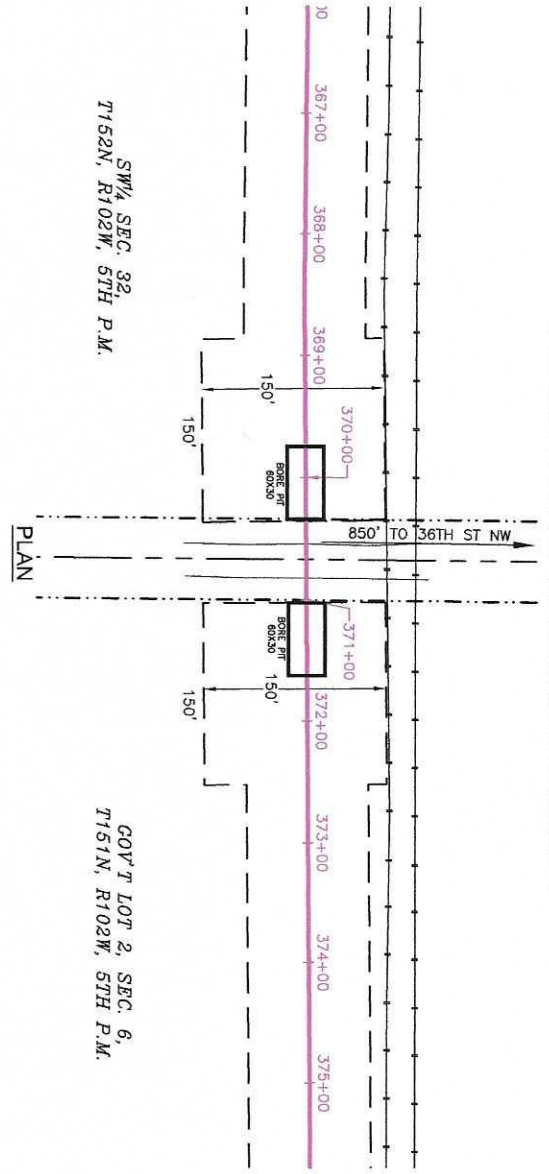 367+00
368+00
369+00
370+00
371+00
372+00
373+00
374+00
375+00
150'
150'
BORE PIT
60X30
850' TO 36TH ST NW
BORE PIT
60X30
150'
150'
SW¼ SEC. 32,
T152N, R102W, 5TH P.M.
GOV'T LOT 2, SEC. 6,
T151N, R102W, 5TH P.M.
PLAN